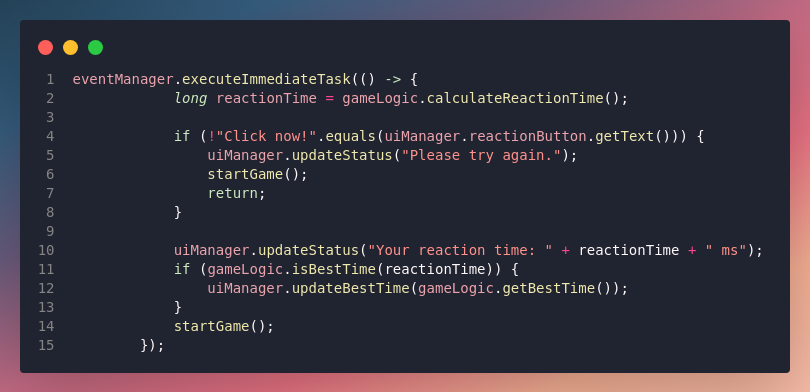 1 eventManager.executeImmediateTask(() -> {
2             long reactionTime = gameLogic.calculateReactionTime();
3
4             if (!"Click now!".equals(uiManager.reactionButton.getText())) {
5                 uiManager.updateStatus("Please try again.");
6                 startGame();
7                 return;
8             }
9
10             uiManager.updateStatus("Your reaction time: " + reactionTime + " ms");
11             if (gameLogic.isBestTime(reactionTime)) {
12                 uiManager.updateBestTime(gameLogic.getBestTime());
13             }
14             startGame();
15         });